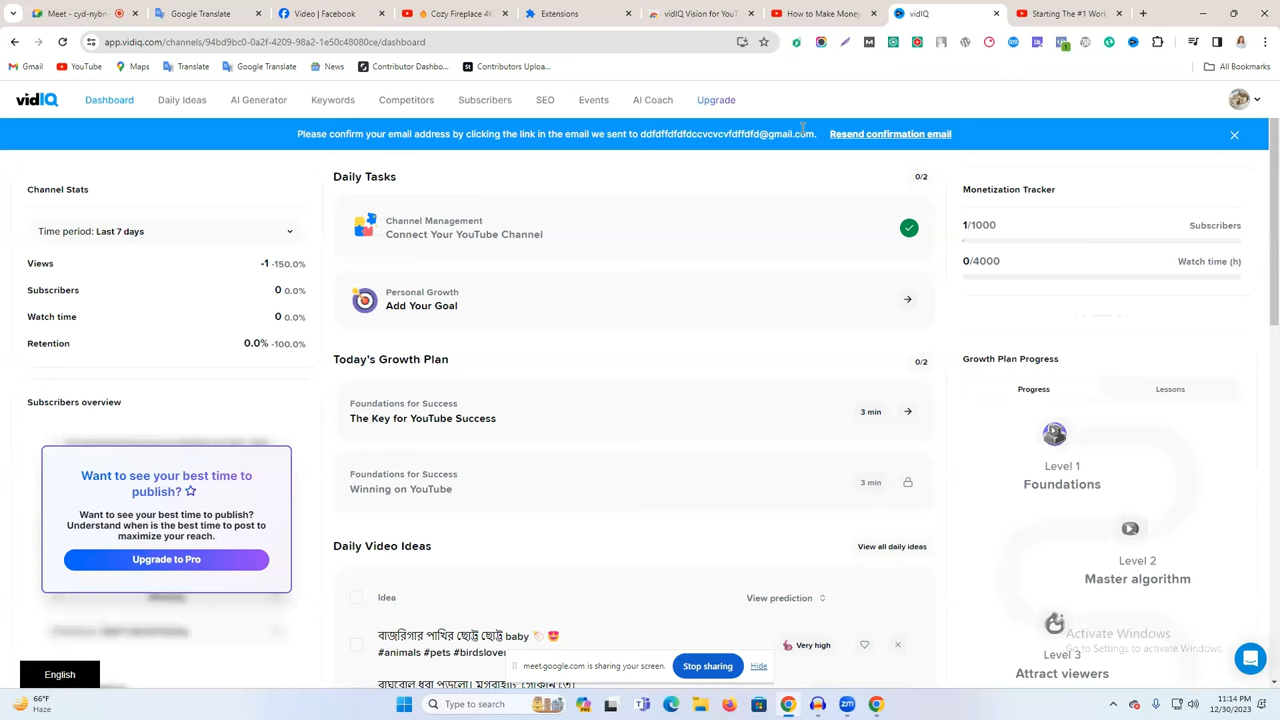 Meet - cyd-nybr
Google Translate
Video | Facebook
Cozy Fireplace 4K
Extensions
vidIQ Vision for YouT
How to Make Money
vidIQ
Starting The #1 Work
app.vidiq.com/channels/94bd9bc0-0a2f-4209-98a2-1e50c48080ce/dashboard
Gmail
YouTube
Maps
Translate
Google Translate
News
Contributor Dashbo...
Contributors Uploa...
All Bookmarks
vidIQ
Dashboard
Daily Ideas
AI Generator
Keywords
Competitors
Subscribers
SEO
Events
AI Coach
Upgrade
Please confirm your email address by clicking the link in the email we sent to ddfdffdfdfdccvcvcvfdffdfd@gmail.com. Resend confirmation email
Channel Stats
Time period: Last 7 days
Views -1 -150.0%
Subscribers 0 0.0%
Watch time 0 0.0%
Retention 0.0% -100.0%
Subscribers overview
Want to see your best time to
publish?
Want to see your best time to publish?
Understand when is the best time to post to
maximize your reach.
Upgrade to Pro
English
Daily Tasks 0/2
Channel Management
Connect Your YouTube Channel
Personal Growth
Add Your Goal
Today's Growth Plan 0/2
Foundations for Success
The Key for YouTube Success 3 min
Foundations for Success
Winning on YouTube 3 min
Daily Video Ideas View all daily ideas
Idea View prediction
বাজরিগার পাখির ছোট্ট ছোট্ট baby 🏷️ 😍
#animals #pets #birdslover
Very high
meet.google.com is sharing your screen.
Stop sharing
Hide
Monetization Tracker
1/1000 Subscribers
0/4000 Watch time (h)
Growth Plan Progress
Progress
Lessons
Level 1
Foundations
Level 2
Master algorithm
Level 3
Attract viewers
Activate Windows
Go to Settings to activate Windows.
66°F
Haze
Type to search
11:14 PM
12/30/2023